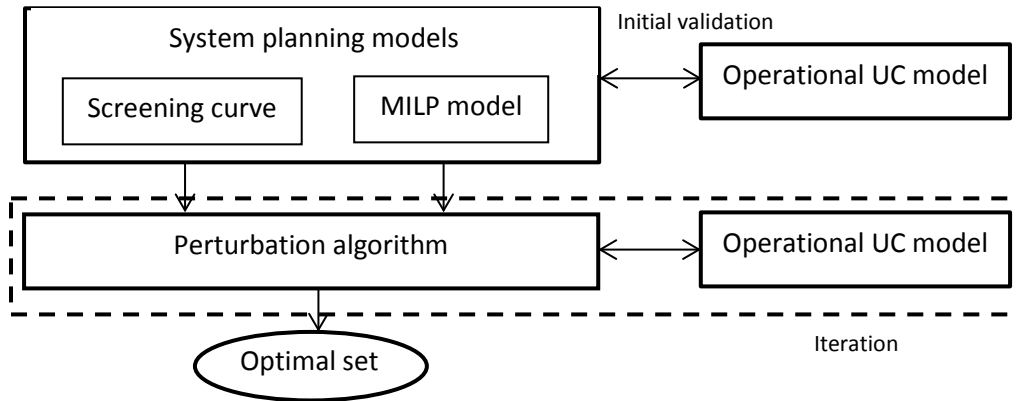 Initial validation
System planning models
Operational UC model
Screening curve
MILP model
Perturbation algorithm
Operational UC model
Iteration
Optimal set